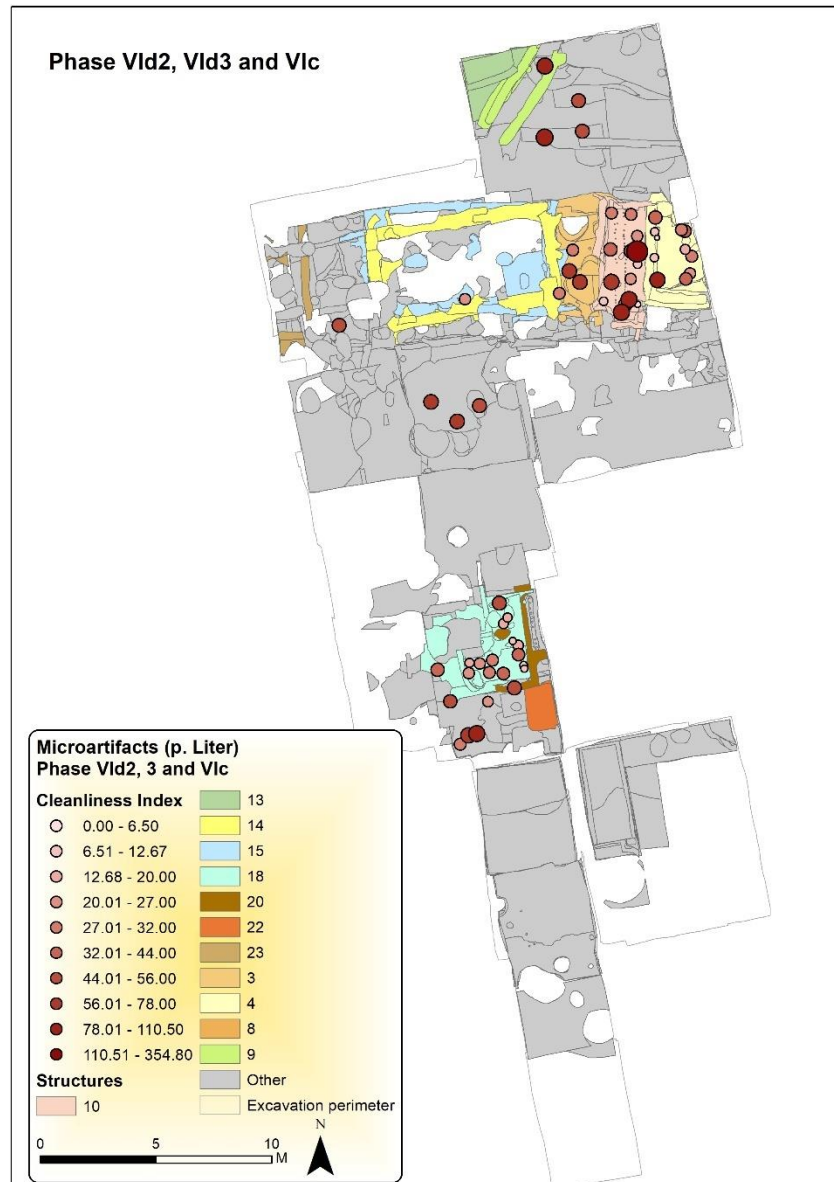 Phase VId2, VId3 and VIc
Microartifacts (p. Liter)
Phase VId2, 3 and VIc
Cleanliness Index
0.00 - 6.50
6.51 - 12.67
12.68 - 20.00
20.01 - 27.00
27.01 - 32.00
32.01 - 44.00
44.01 - 56.00
56.01 - 78.00
78.01 - 110.50
110.51 - 354.80
Structures
10
13
14
15
18
20
22
23
3
4
8
9
Other
Excavation perimeter
N
0 5 10
M